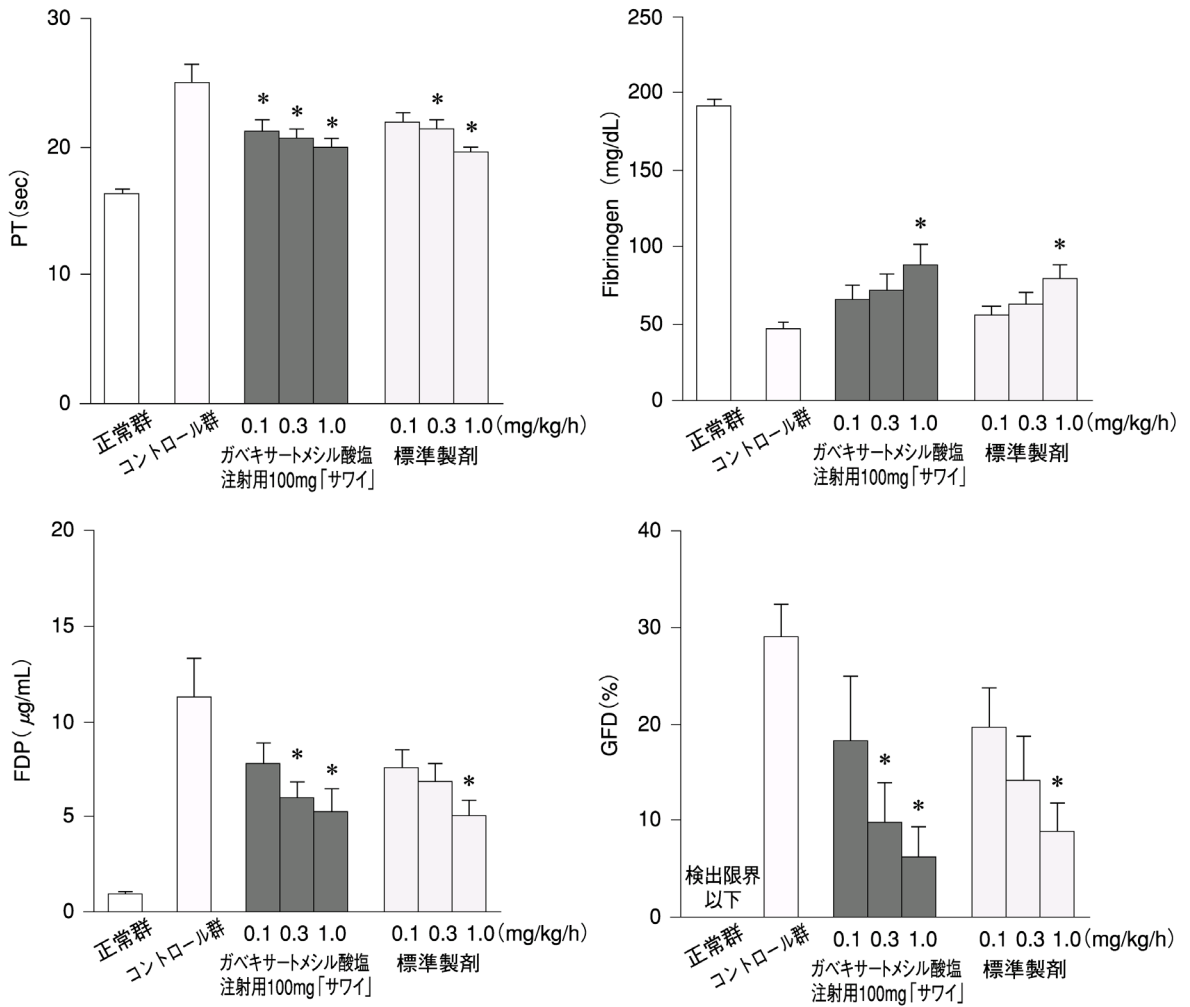 30
20
10
0
PT(sec)
正常群
コントロール群
0.1 0.3 1.0(mg/kg/h)
ガベキサートメシル酸塩 標準製剤
注射用100mg「サワイ」
* * * * *
250
200
150
100
50
0
Fibrinogen (mg/dL)
正常群
コントロール群
0.1 0.3 1.0 0.1 0.3 1.0(mg/kg/h)
ガベキサートメシル酸塩 標準製剤
注射用100mg「サワイ」
* *
20
15
10
5
0
FDP(μg/mL)
正常群
コントロール群
0.1 0.3 1.0 0.1 0.3 1.0(mg/kg/h)
ガベキサートメシル酸塩 標準製剤
注射用100mg「サワイ」
* * *
40
30
20
10
0
GFD(%)
検出限界
以下
正常群
コントロール群
0.1 0.3 1.0 0.1 0.3 1.0(mg/kg/h)
ガベキサートメシル酸塩 標準製剤
注射用100mg「サワイ」
* * *